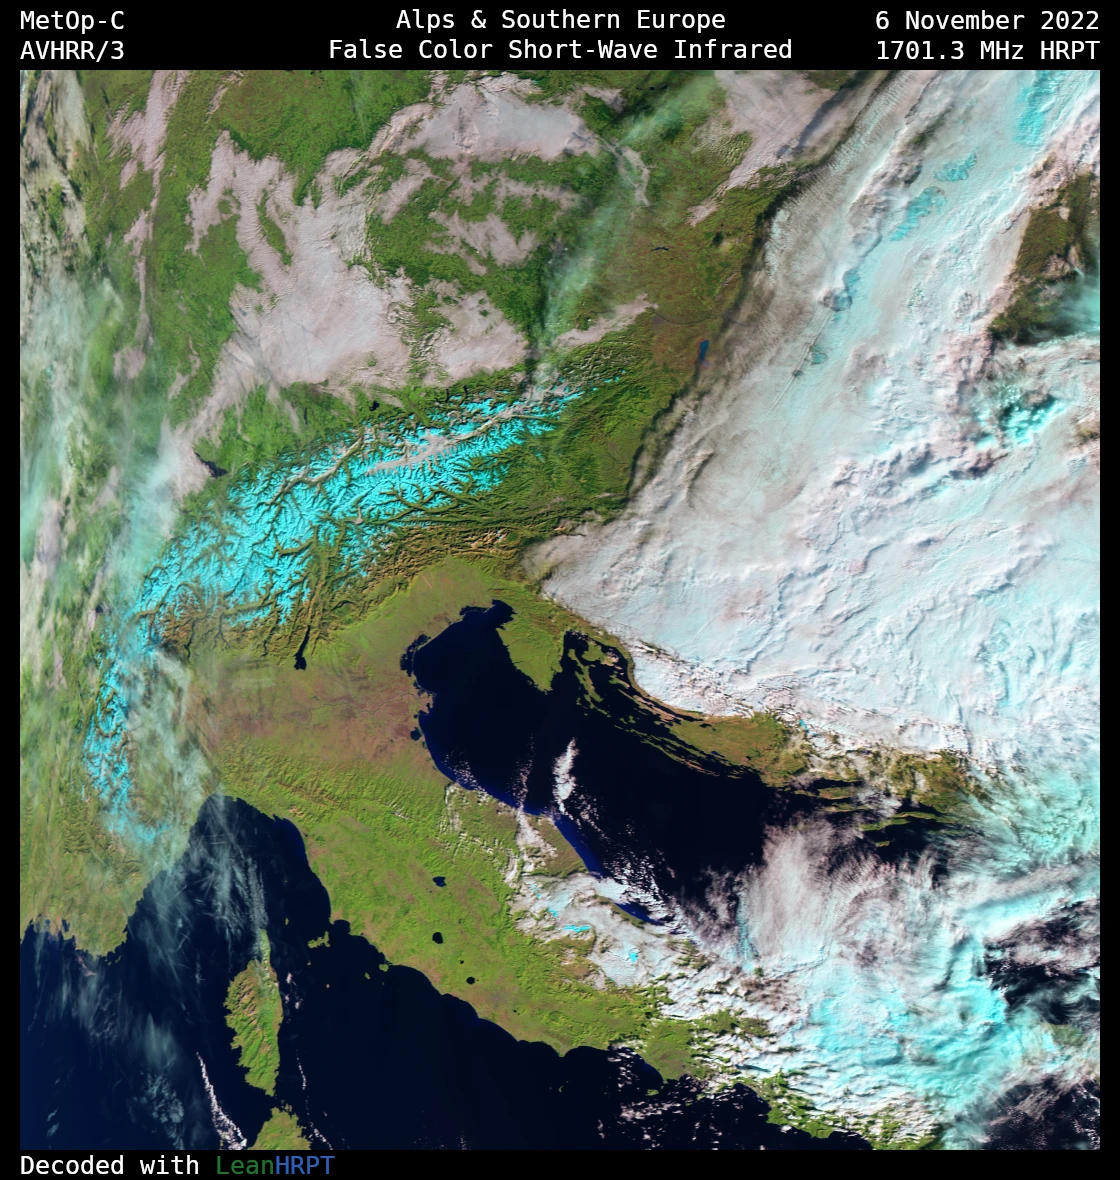 MetOp-C
AVHRR/3
Alps & Southern Europe
False Color Short-Wave Infrared
6 November 2022
1701.3 MHz HRPT
Decoded with LeanHRPT